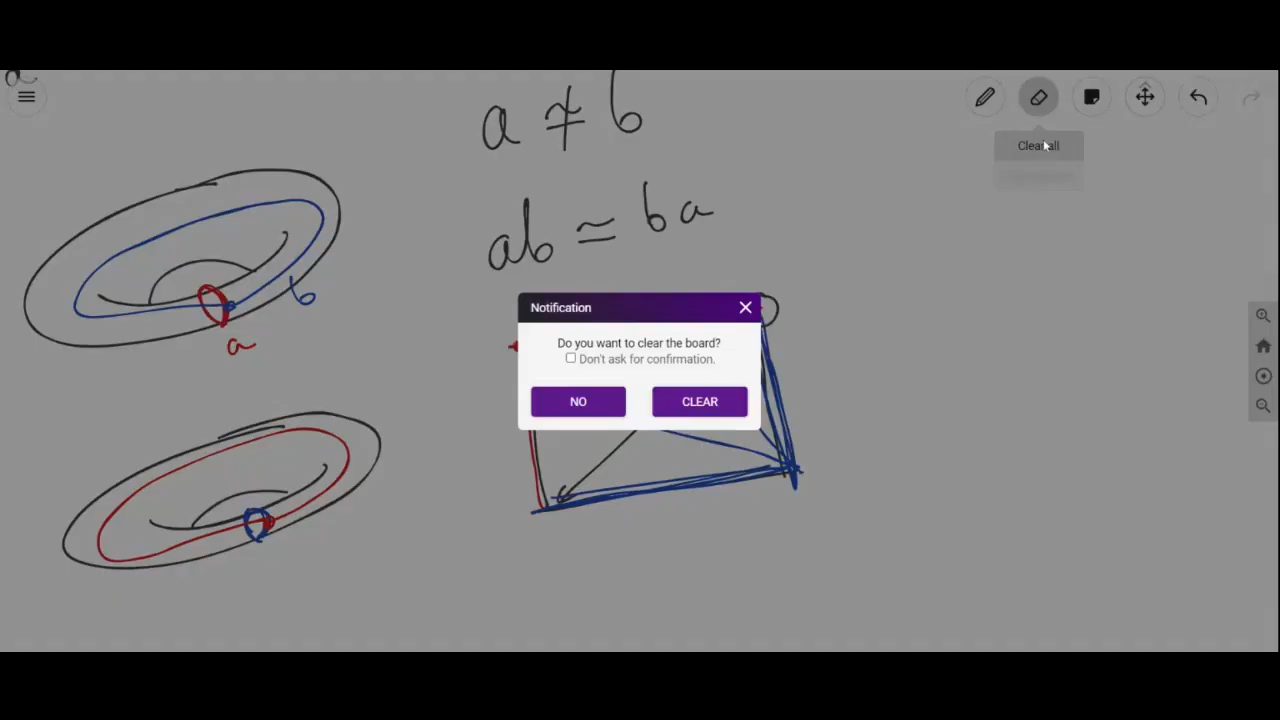 a ≠ b
Clear all
ab ≃ ba
b
a
Notification
Do you want to clear the board?
Don't ask for confirmation.
NO
CLEAR